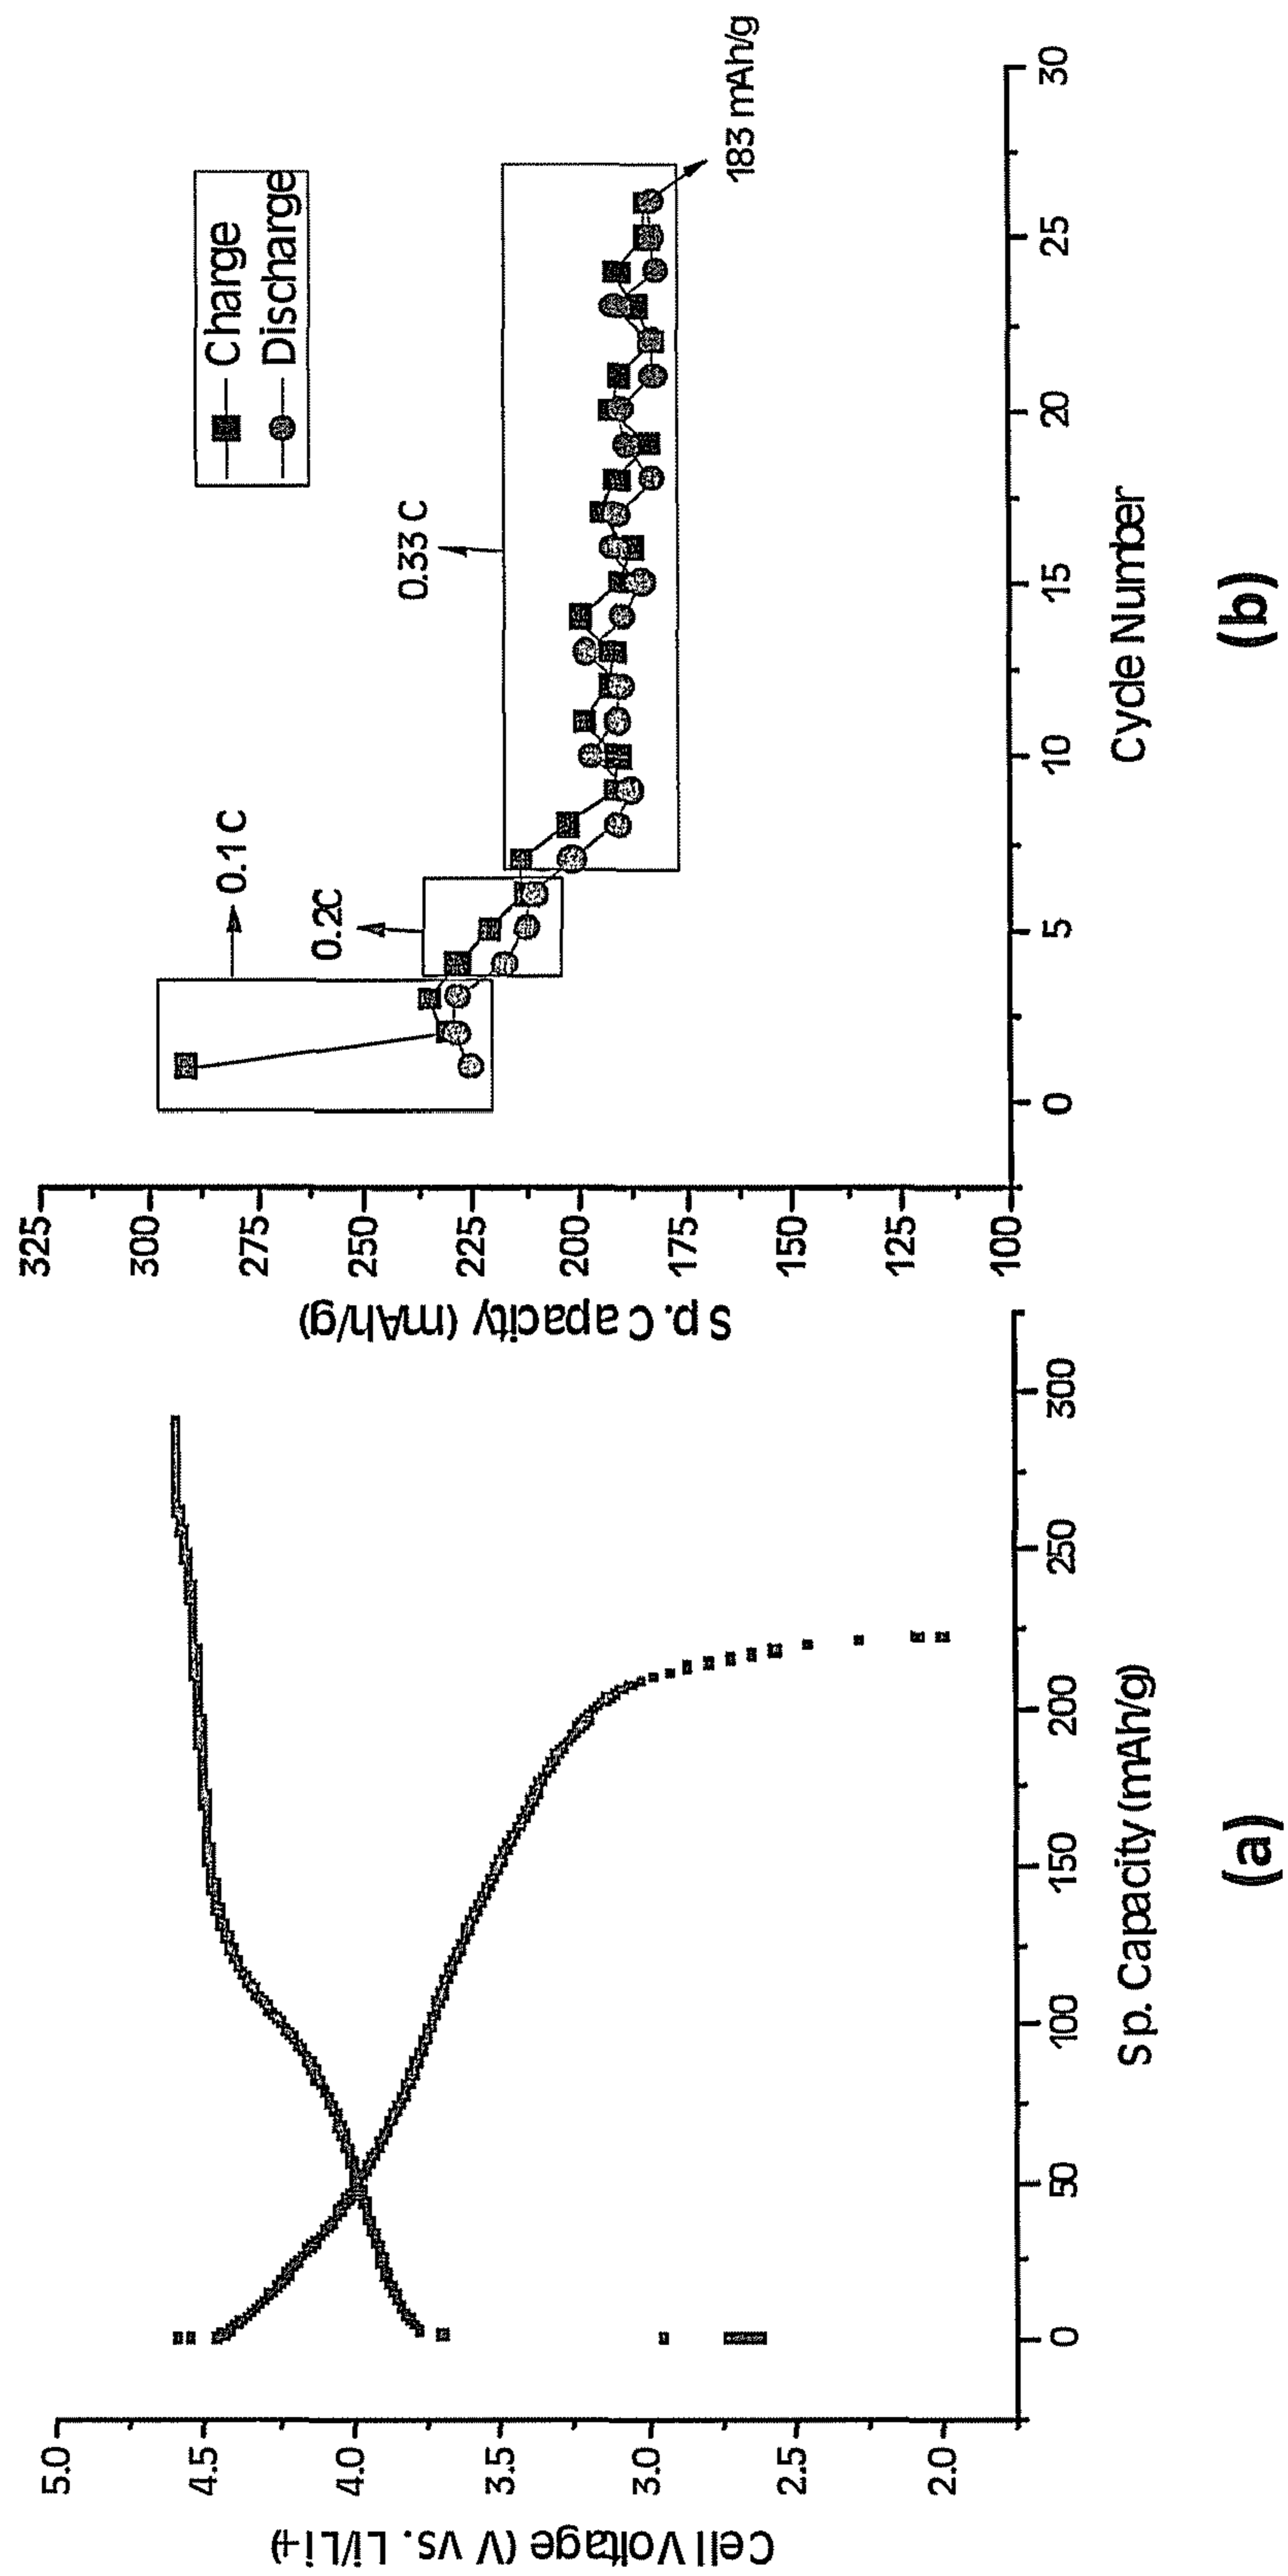 5.0
4.5
4.0
3.5
3.0
2.5
2.0
Cell Voltage (V vs. Li/Li+)
0
50
100
150
200
250
300
Sp. Capacity (mAh/g)
(a)
325
300
275
250
225
200
175
150
125
100
Sp. Capacity (mAh/g)
0.1 C
0.2C
0.33 C
Charge
Discharge
183 mAh/g
0
5
10
15
20
25
30
Cycle Number
(b)